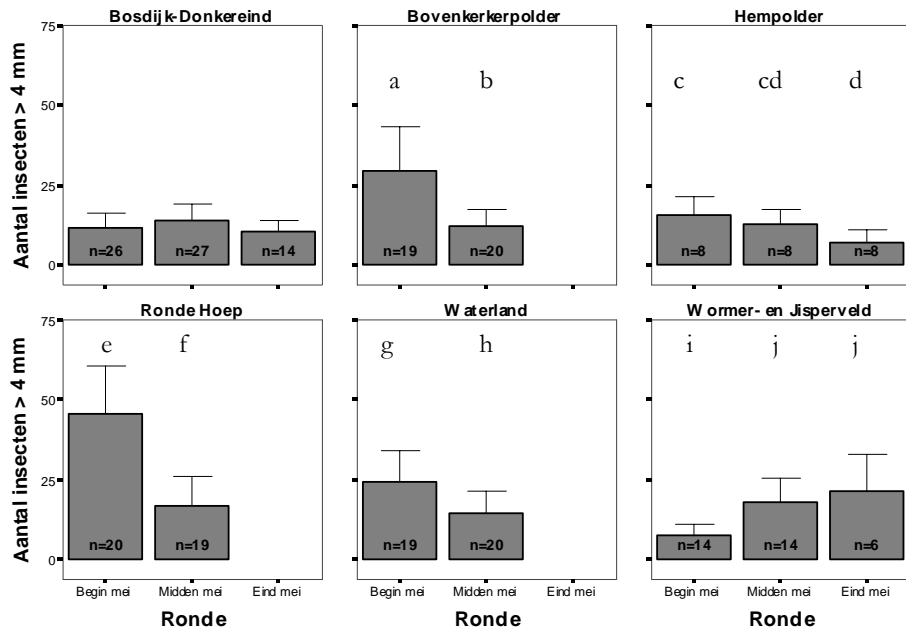 Bosdijk-Donkereind
Bovenkerkerpolder
Hempolder
Aantal insecten > 4 mm
75
50
25
0
n=26
n=27
n=14
a
b
n=19
n=20
c
cd
d
n=8
n=8
n=8
Ronde Hoep
Waterland
Wormer- en Jisperveld
Aantal insecten > 4 mm
75
50
25
0
e
f
n=20
n=19
g
h
n=19
n=20
i
j
j
n=14
n=14
n=6
Begin mei
Midden mei
Eind mei
Begin mei
Midden mei
Eind mei
Begin mei
Midden mei
Eind mei
Ronde
Ronde
Ronde